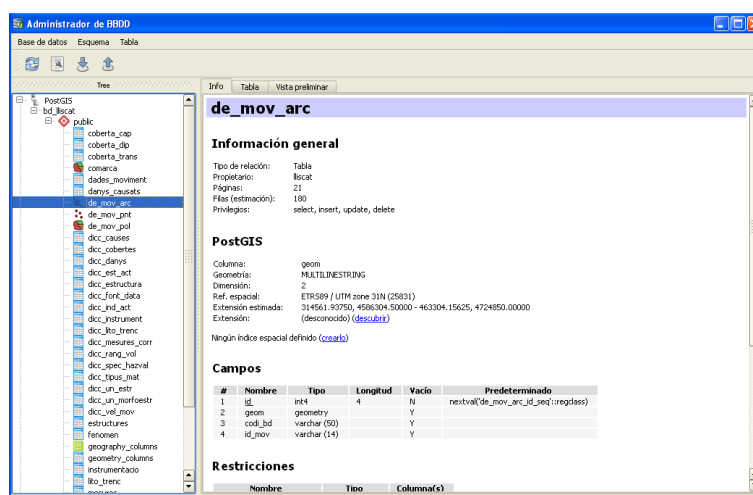 Administrador de BBDD
Base de datos Esquema Tabla
Tree
PostGIS
bd_lliscat
public
coberta_cap
coberta_dip
coberta_trans
comarca
dades_moviment
danys_causats
de_mov_arc
de_mov_pnt
de_mov_pol
dicc_causes
dicc_cobertes
dicc_danys
dicc_est_act
dicc_estructura
dicc_font_data
dicc_ind_act
dicc_instrument
dicc_lito_trenc
dicc_mesures_corr
dicc_rang_vol
dicc_spec_hazval
dicc_tipus_mat
dicc_un_estr
dicc_un_morfoestr
dicc_vel_mov
estructures
fenomen
geography_columns
geometry_columns
instrumentacio
lito_trenc
Info Tabla Vista preliminar
de_mov_arc
Información general
Tipo de relación: Tabla
Propietario: lliscat
Páginas: 21
Filas (estimación): 180
Privilegios: select, insert, update, delete
PostGIS
Columna: geom
Geometría: MULTILINESTRING
Dimensión: 2
Ref. espacial: ETRS89 / UTM zone 31N (25831)
Extensión estimada: 314561.93750, 4586304.50000 - 463304.15625, 4724850.00000
Extensión: (desconocido) (descubrir)
Ningún índice espacial definido (crearlo)
Campos
# Nombre Tipo Longitud Vacío Predeterminado
1 id int4 4 N nextval('de_mov_arc_id_seq'::regclass)
2 geom geometry Y
3 codi_bd varchar (50) Y
4 id_mov varchar (14) Y
Restricciones
Nombre Tipo Columna(s)